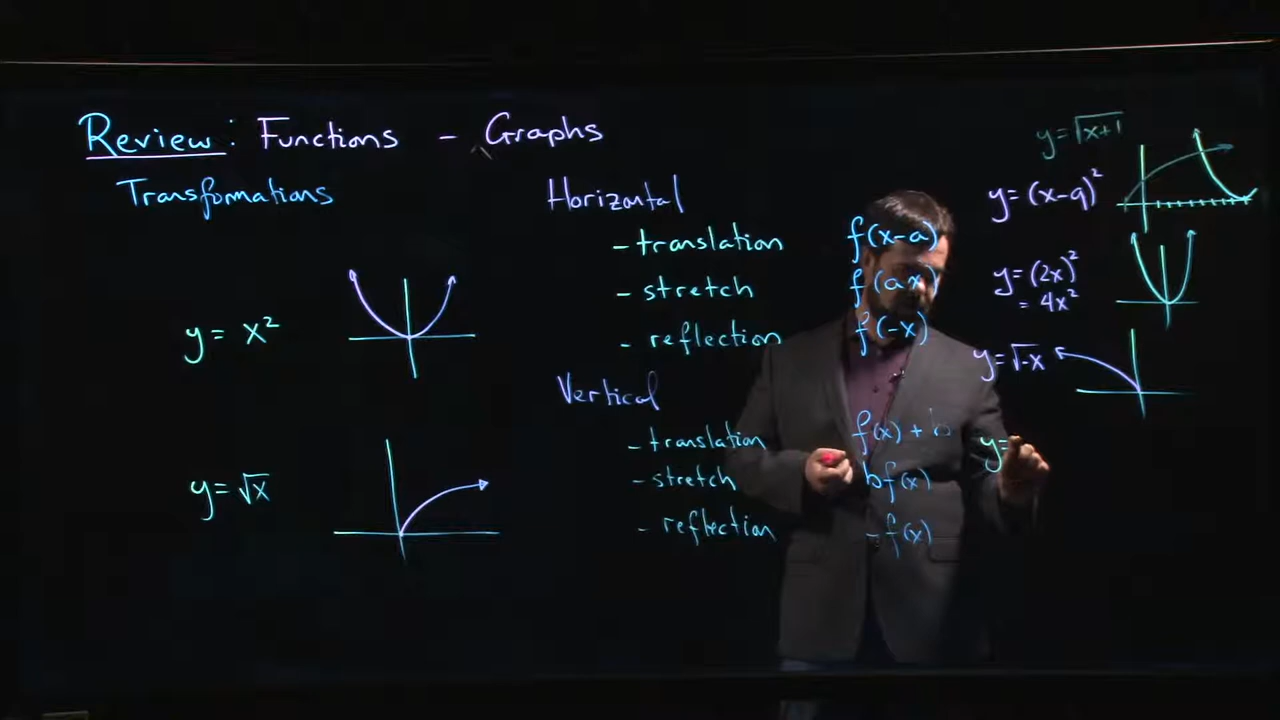 Review: Functions - Graphs
Transformations
y = x²
y = √x
Horizontal
- translation f(x-a)
- stretch f(ax)
- reflection f(-x)
Vertical
- translation f(x) + b
- stretch bf(x)
- reflection -f(x)
y = √x+1
y = (x-9)²
y = (2x)²
= 4x²
y = √-x
y =